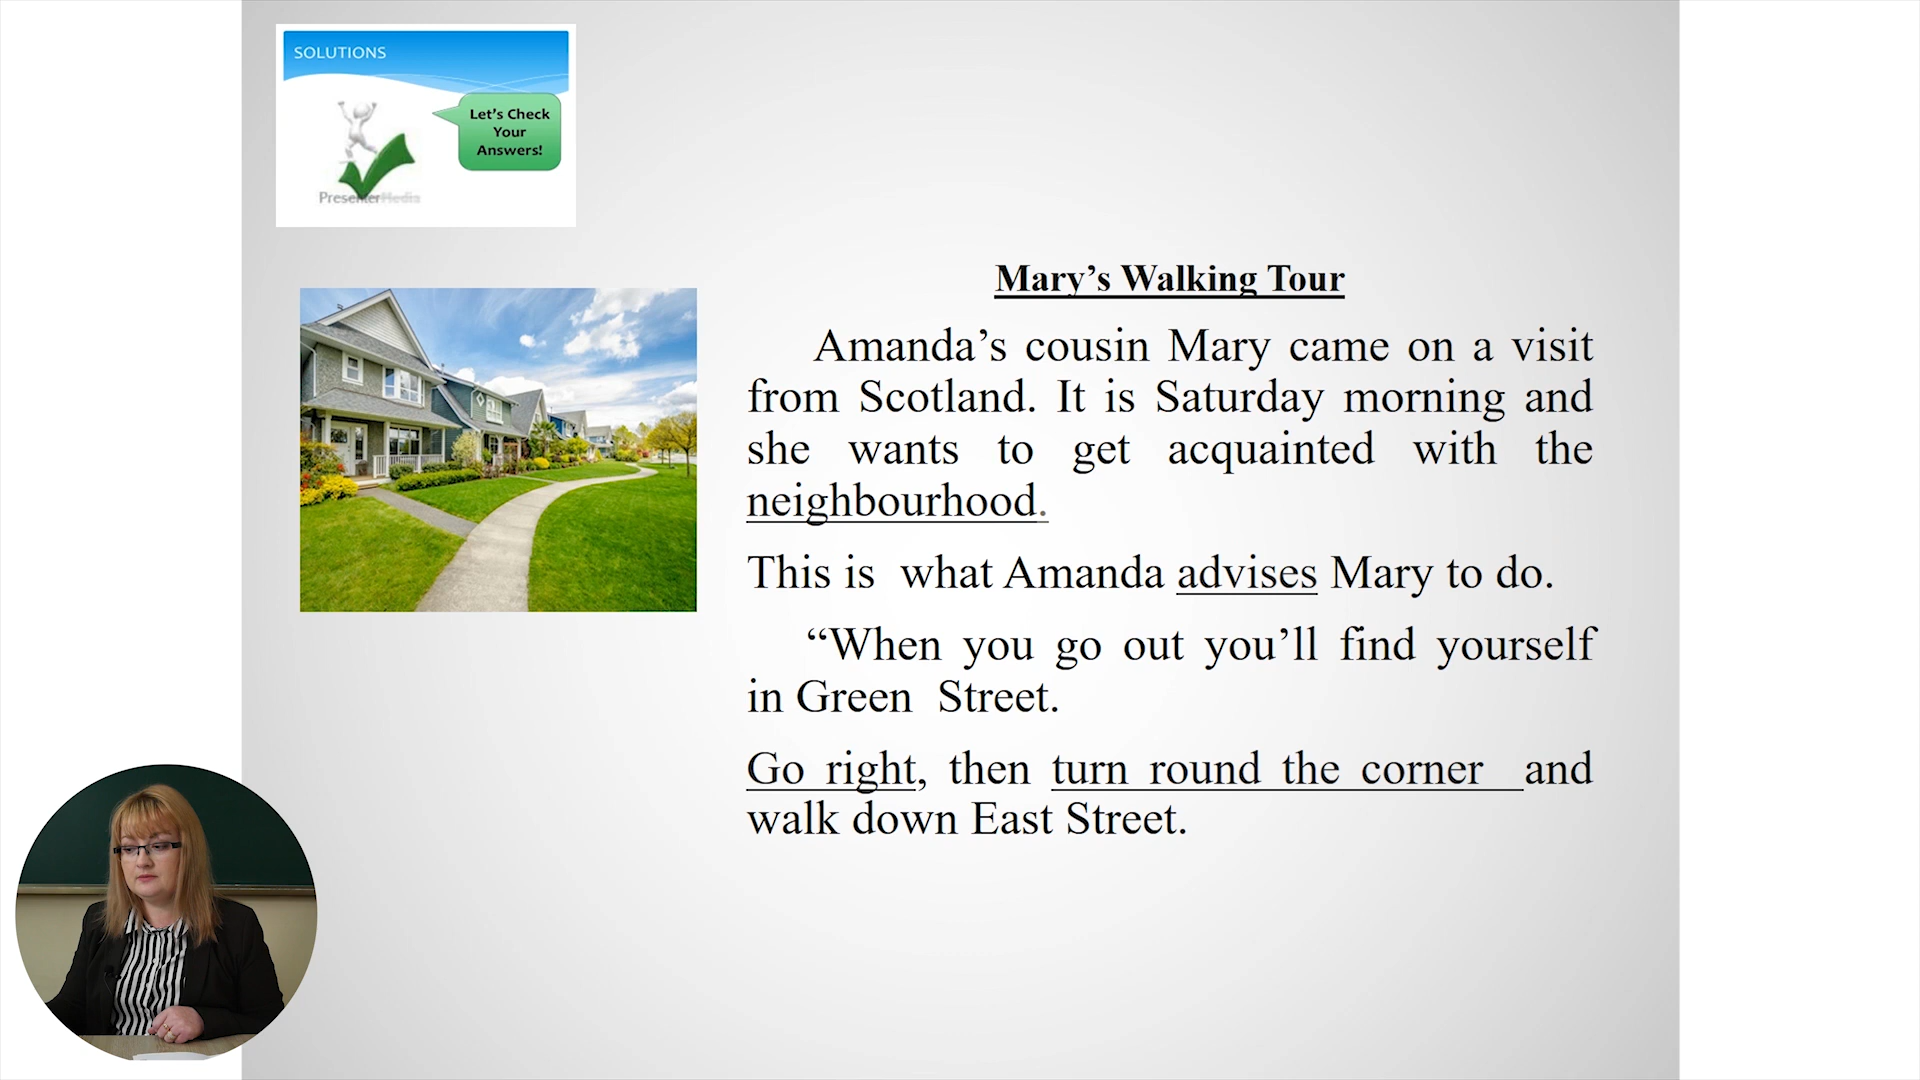 SOLUTIONS
Let's Check
Your
Answers!
PresenterMedia
Mary’s Walking Tour
Amanda’s cousin Mary came on a visit
from Scotland. It is Saturday morning and
she wants to get acquainted with the
neighbourhood.
This is what Amanda advises Mary to do.
“When you go out you’ll find yourself
in Green Street.
Go right, then turn round the corner and
walk down East Street.